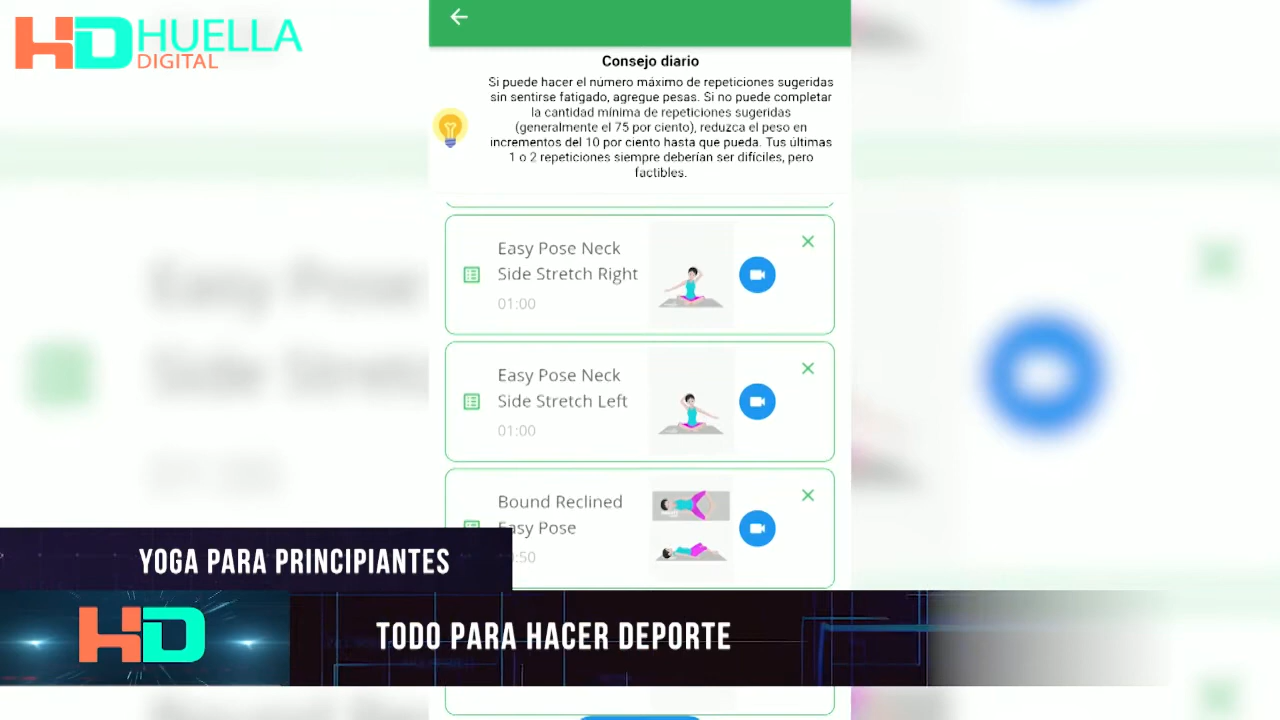 HD HUELLA
DIGITAL
Consejo diario
Si puede hacer el número máximo de repeticiones sugeridas
sin sentirse fatigado, agregue pesas. Si no puede completar
la cantidad mínima de repeticiones sugeridas
(generalmente el 75 por ciento), reduzca el peso en
incrementos del 10 por ciento hasta que pueda. Tus últimas
1 o 2 repeticiones siempre deberían ser difíciles, pero
factibles.
Easy Pose Neck
Side Stretch Right
01:00
Easy Pose Neck
Side Stretch Left
01:00
Bound Reclined
Easy Pose
:50
YOGA PARA PRINCIPIANTES
HD
TODO PARA HACER DEPORTE